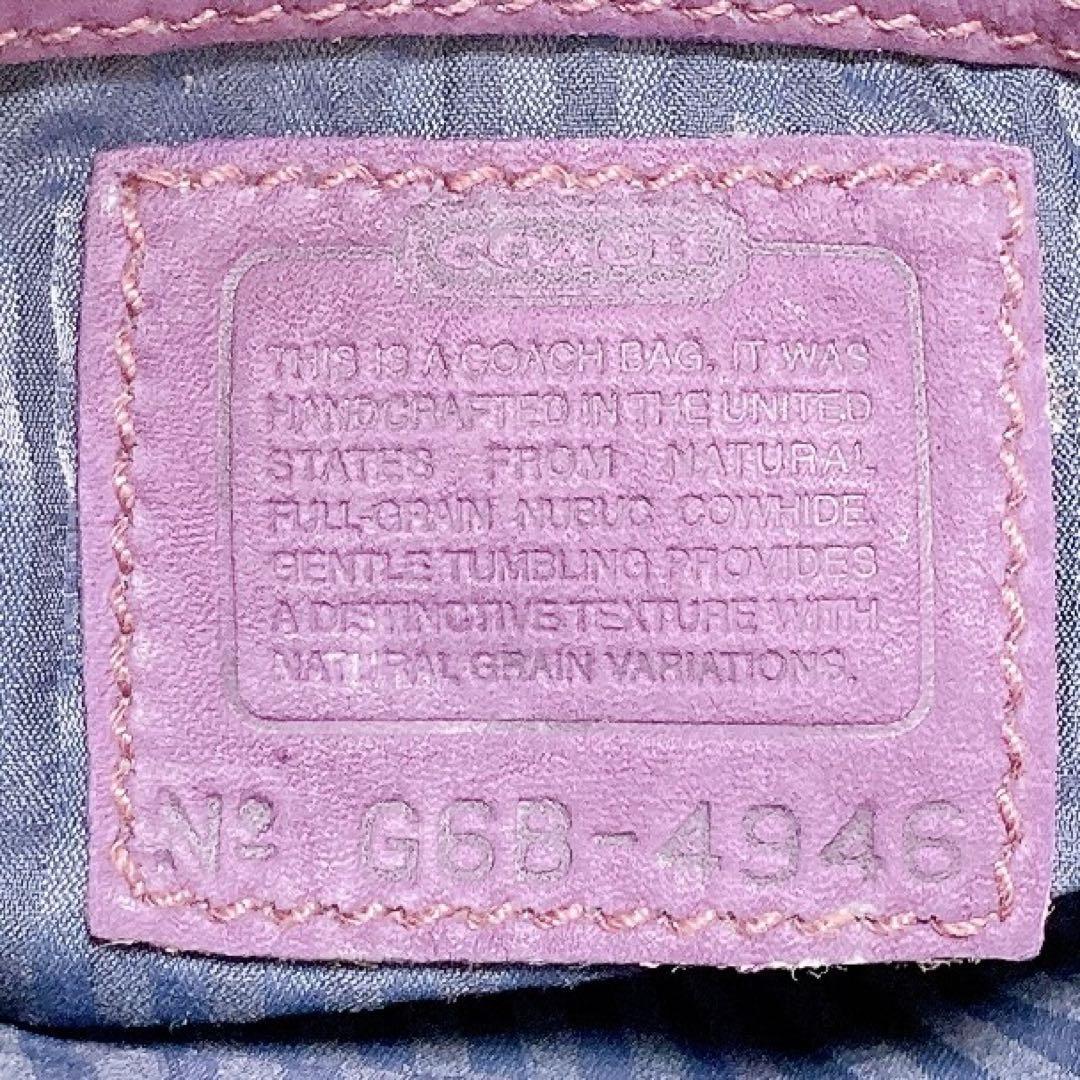 COACH
THIS IS A COACH BAG. IT WAS
HANDCRAFTED IN THE UNITED
STATES FROM NATURAL
FULL-GRAIN NUBUC COWHIDE.
GENTLE TUMBLING PROVIDES
A DISTINCTIVE TEXTURE WITH
NATURAL GRAIN VARIATIONS.
Nº G6B-4946